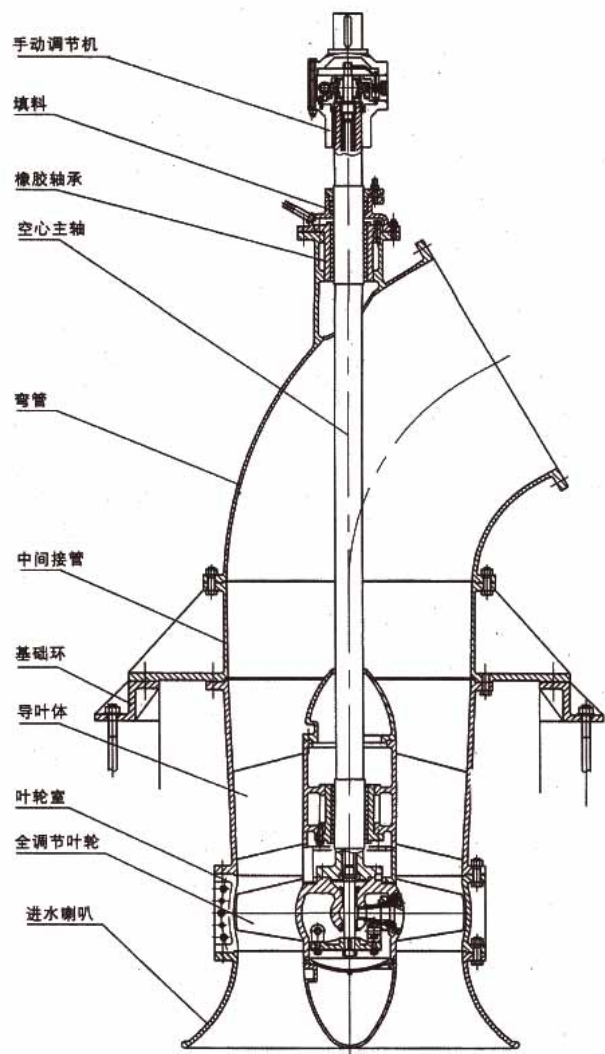 手动调节机
填料
橡胶轴承
空心主轴
弯管
中间接管
基础环
导叶体
叶轮室
全调节叶轮
进水喇叭